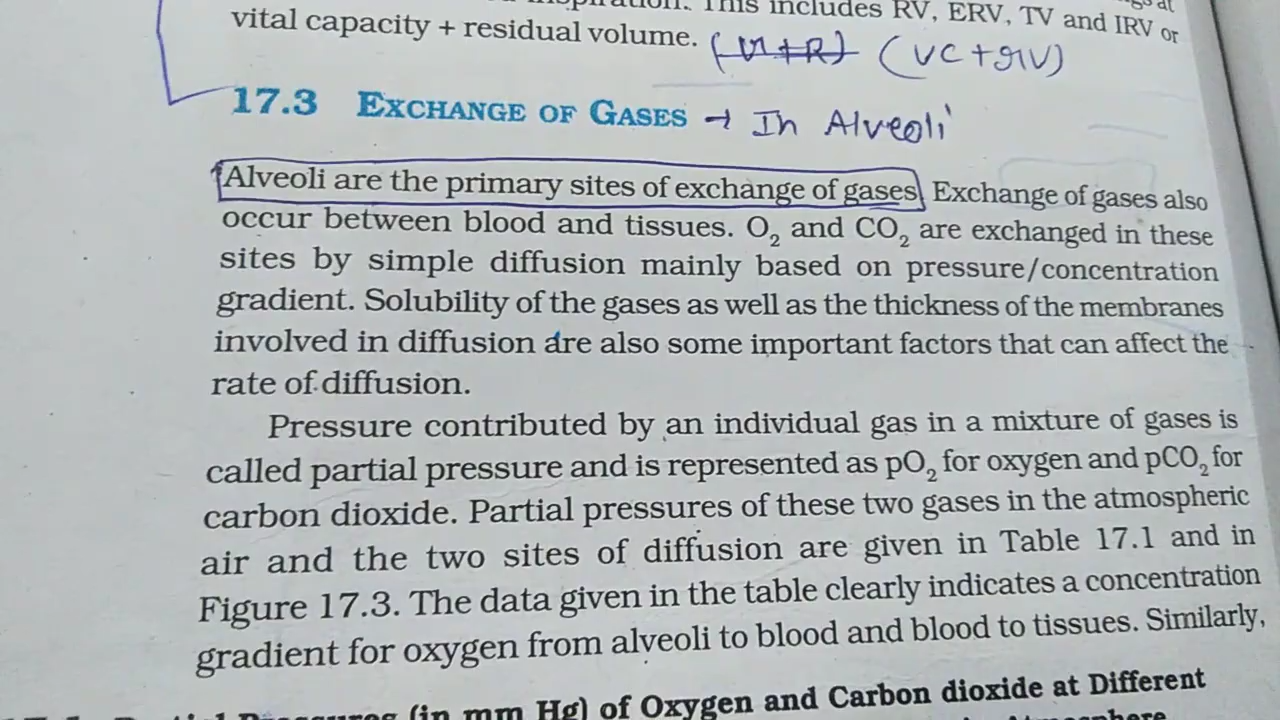 This includes RV, ERV, TV and IRV or
vital capacity + residual volume. (VC+rV)
17.3 EXCHANGE OF GASES → In Alveoli
Alveoli are the primary sites of exchange of gases. Exchange of gases also
occur between blood and tissues. O₂ and CO₂ are exchanged in these
sites by simple diffusion mainly based on pressure/concentration
gradient. Solubility of the gases as well as the thickness of the membranes
involved in diffusion are also some important factors that can affect the
rate of diffusion.
Pressure contributed by an individual gas in a mixture of gases is
called partial pressure and is represented as pO₂ for oxygen and pCO₂ for
carbon dioxide. Partial pressures of these two gases in the atmospheric
air and the two sites of diffusion are given in Table 17.1 and in
Figure 17.3. The data given in the table clearly indicates a concentration
gradient for oxygen from alveoli to blood and blood to tissues. Similarly,
(in mm Hg) of Oxygen and Carbon dioxide at Different